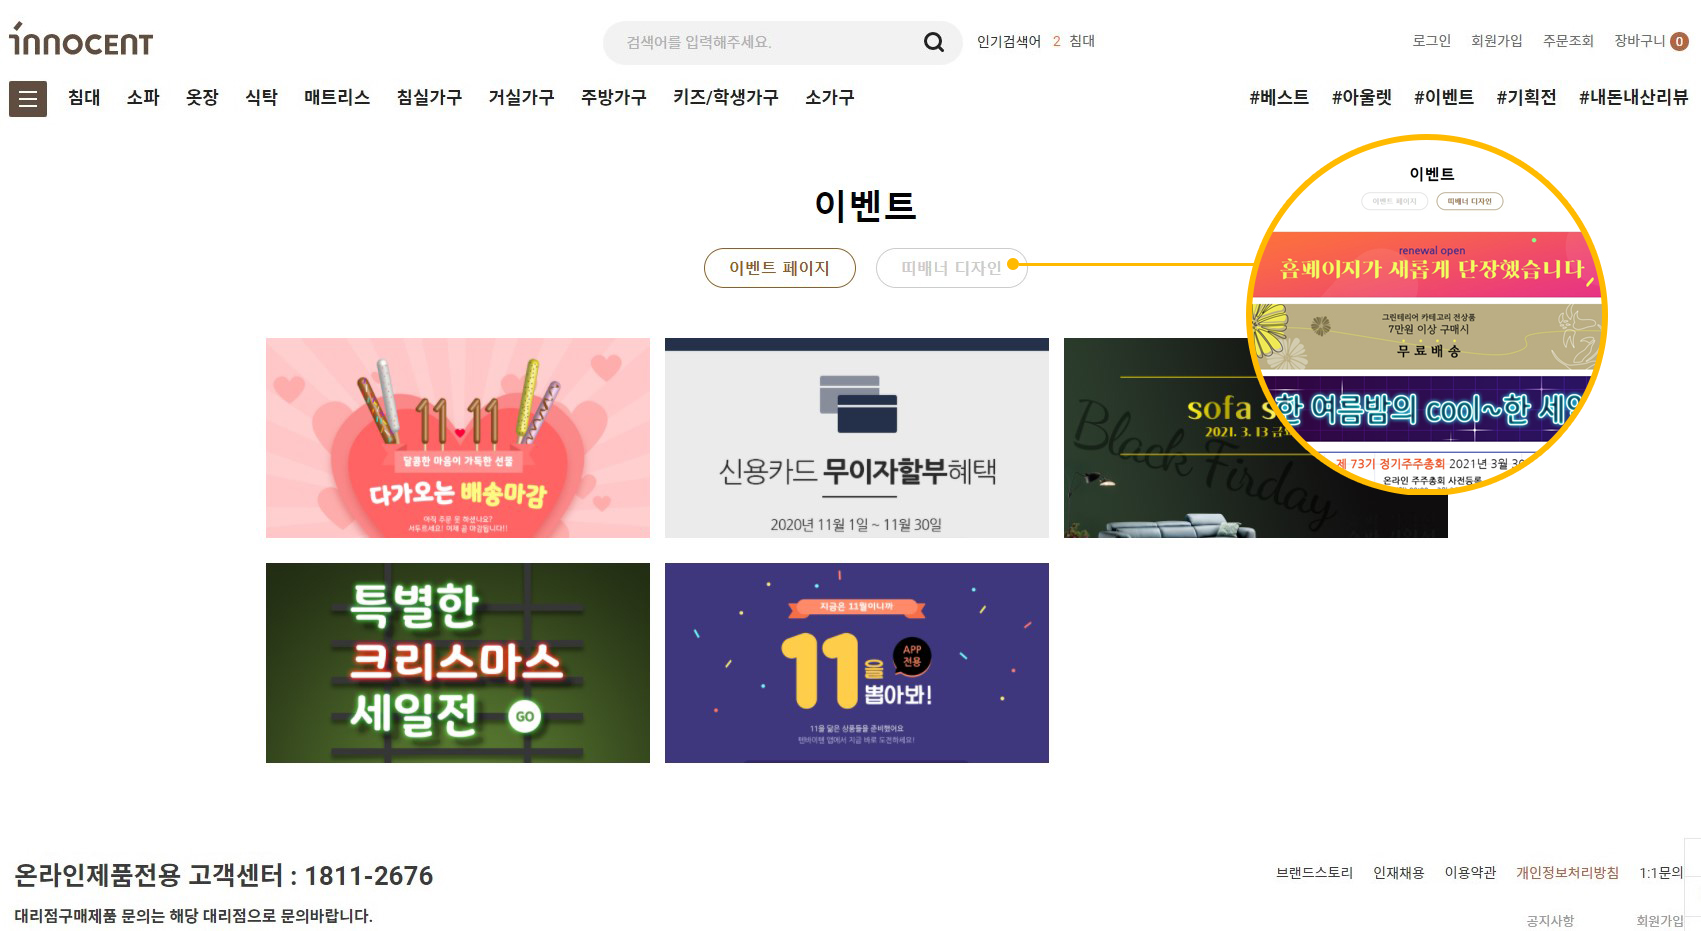 INNOCENT
검색어를 입력해주세요.
인기검색어 2 침대
로그인 회원가입 주문조회 장바구니 0
침대 소파 옷장 식탁 매트리스 침실가구 거실가구 주방가구 키즈/학생가구 소가구
#베스트 #아울렛 #이벤트 #기획전 #내돈내산리뷰
이벤트
이벤트 페이지 띠배너 디자인
이벤트
이벤트 페이지 띠배너 디자인
renewal open
홈페이지가 새롭게 단장했습니다
그린테리어 카테고리 전상품
7만원 이상 구매시
무료배송
한 여름밤의 cool~한 세일
제 73기 정기주주총회 2021년 3월 30
온라인 주주총회 사전등록
11.11
달콤한 마음이 가득한 선물
다가오는 배송마감
아직 주문 못 하셨나요?
서두르세요! 이제 곧 마감됩니다!!
신용카드 무이자할부혜택
2020년 11월 1일 ~ 11월 30일
sofa s
2021. 3. 13 금요
Black Firday
특별한
크리스마스
세일전
GO
지금은 11월이니까
11을
뽑아봐!
APP
전용
11을 닮은 상품들을 준비했어요
텐바이텐 앱에서 지금 바로 도전하세요!
온라인제품전용 고객센터 : 1811-2676
대리점구매제품 문의는 해당 대리점으로 문의바랍니다.
브랜드스토리 인재채용 이용약관 개인정보처리방침 1:1문의
공지사항 회원가입